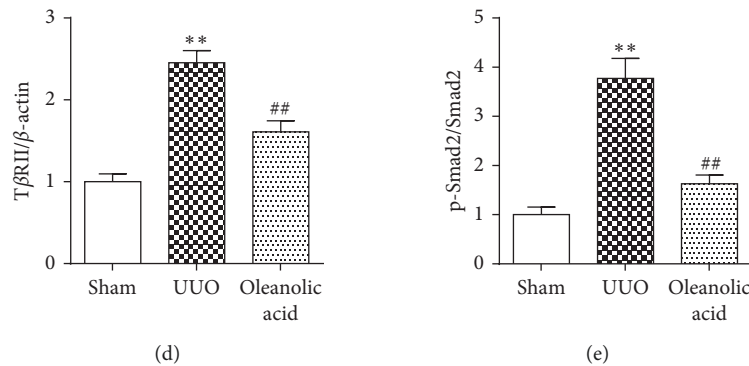 TβRII/β-actin
3
2
1
0
**
##
Sham
UUO
Oleanolic
acid
(d)
p-Smad2/Smad2
5
4
3
2
1
0
**
##
Sham
UUO
Oleanolic
acid
(e)